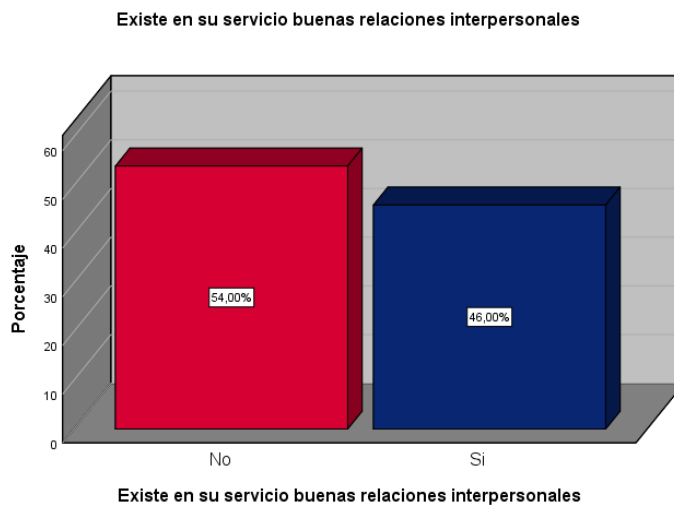 Existe en su servicio buenas relaciones interpersonales
60
50
40
30
20
10
0
Porcentaje
54,00%
46,00%
No
Si
Existe en su servicio buenas relaciones interpersonales